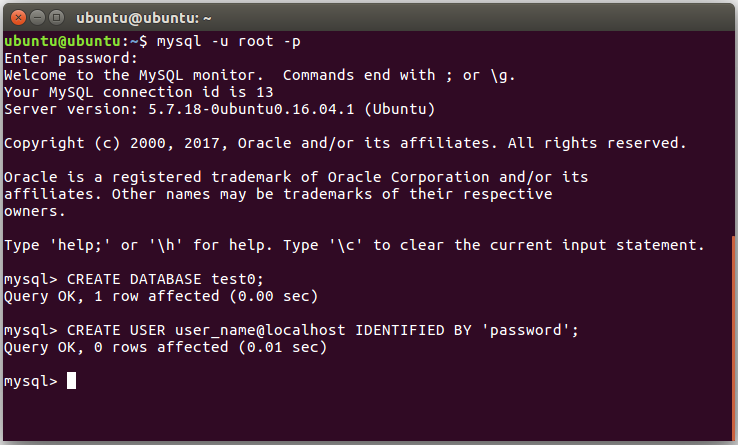 ubuntu@ubuntu: ~
ubuntu@ubuntu:~$ mysql -u root -p
Enter password:
Welcome to the MySQL monitor.  Commands end with ; or \g.
Your MySQL connection id is 13
Server version: 5.7.18-0ubuntu0.16.04.1 (Ubuntu)
Copyright (c) 2000, 2017, Oracle and/or its affiliates. All rights reserved.
Oracle is a registered trademark of Oracle Corporation and/or its
affiliates. Other names may be trademarks of their respective
owners.
Type 'help;' or '\h' for help. Type '\c' to clear the current input statement.
mysql> CREATE DATABASE test0;
Query OK, 1 row affected (0.00 sec)
mysql> CREATE USER user_name@localhost IDENTIFIED BY 'password';
Query OK, 0 rows affected (0.01 sec)
mysql>